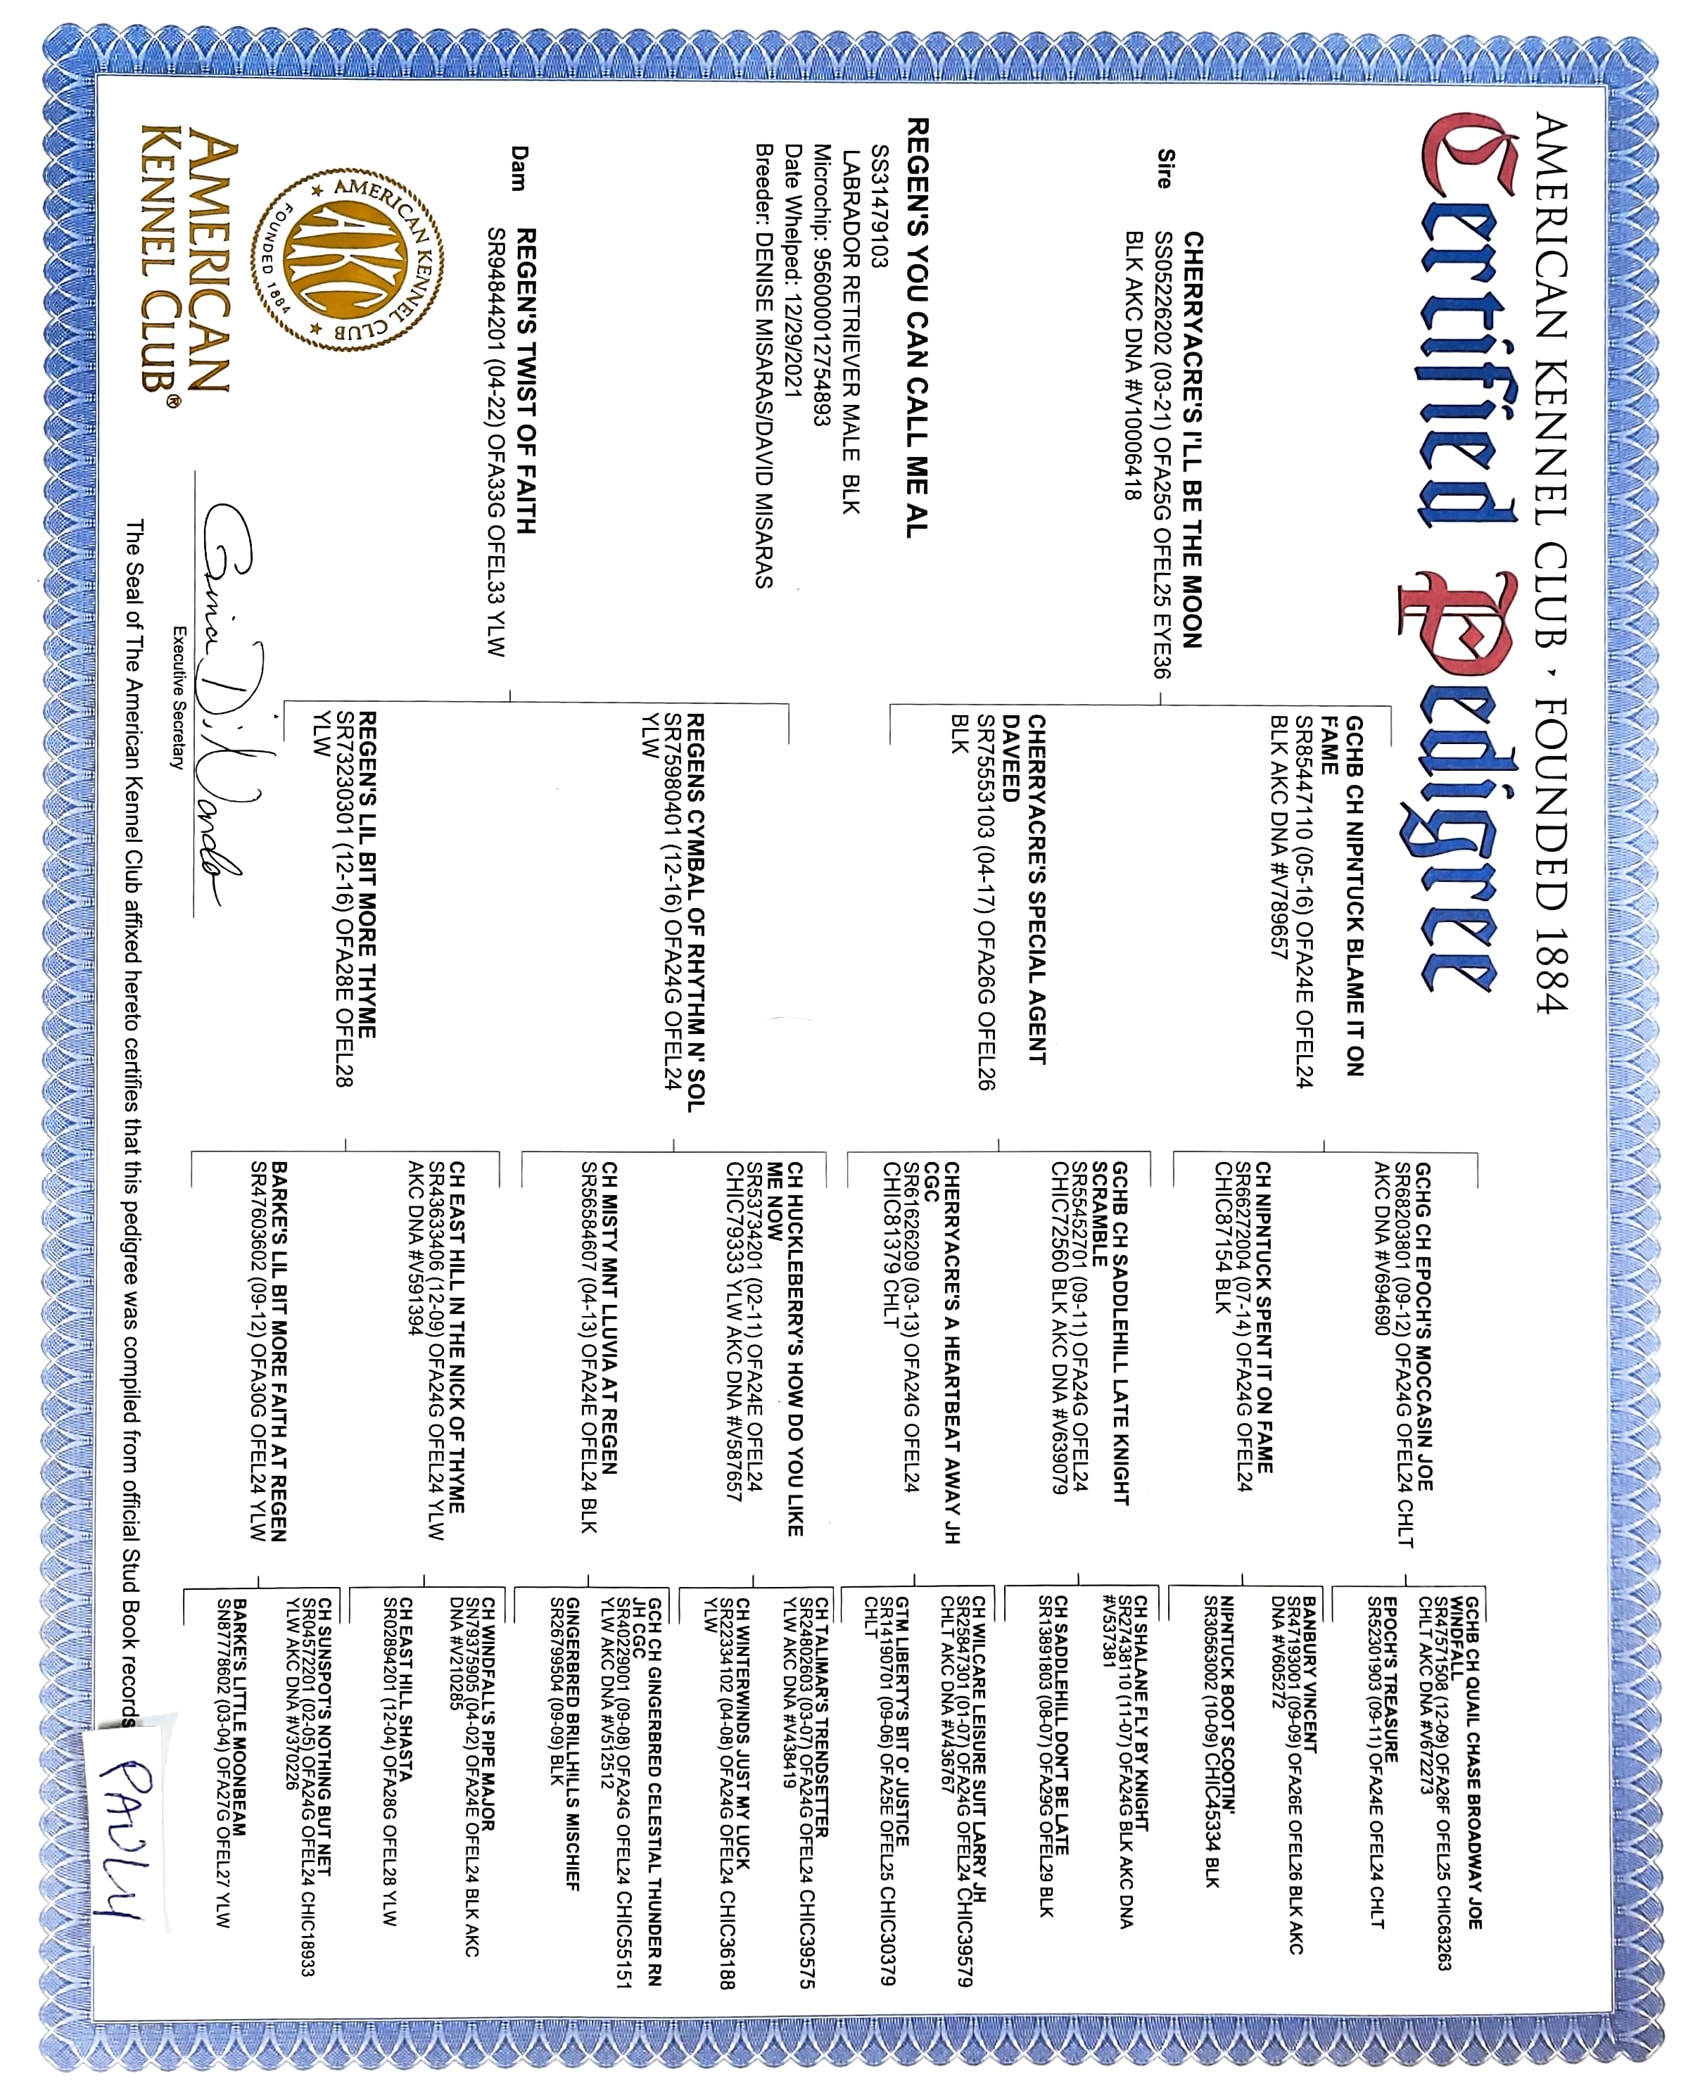 AMERICAN KENNEL CLUB · FOUNDED 1884
Certified Pedigree
Sire
CHERRYACRE'S I'LL BE THE MOON
SS05226202 (03-21) OFA25G OFEL25 EYE36
BLK AKC DNA #V10006418
REGEN'S YOU CAN CALL ME AL
SS31479103
LABRADOR RETRIEVER MALE BLK
Microchip: 956000012754893
Date Whelped: 12/29/2021
Breeder: DENISE MISARAS/DAVID MISARAS
Dam
REGEN'S TWIST OF FAITH
SR94844201 (04-22) OFA33G OFEL33 YLW
GCHB CH NIPNTUCK BLAME IT ON
FAME
SR85447110 (05-16) OFA24E OFEL24
BLK AKC DNA #V789657
CHERRYACRE'S SPECIAL AGENT
DAVEED
SR75553103 (04-17) OFA26G OFEL26
BLK
REGENS CYMBAL OF RHYTHM N' SOL
SR75980401 (12-16) OFA24G OFEL24
YLW
REGEN'S LIL BIT MORE THYME
SR73230301 (12-16) OFA28E OFEL28
YLW
GCHG CH EPOCH'S MOCCASIN JOE
SR68203801 (09-12) OFA24G OFEL24 CHLT
AKC DNA #V694690
CH NIPNTUCK SPENT IT ON FAME
SR66272004 (07-14) OFA24G OFEL24
CHIC87154 BLK
GCHB CH SADDLEHILL LATE KNIGHT
SCRAMBLE
SR55452701 (09-11) OFA24G OFEL24
CHIC72560 BLK AKC DNA #V639079
CHERRYACRE'S A HEARTBEAT AWAY JH
CGC
SR61626209 (03-13) OFA24G OFEL24
CHIC81379 CHLT
CH HUCKLEBERRY'S HOW DO YOU LIKE
ME NOW
SR53734201 (02-11) OFA24E OFEL24
CHIC79333 YLW AKC DNA #V587657
CH MISTY MNT LLUVIA AT REGEN
SR56584607 (04-13) OFA24E OFEL24 BLK
CH EAST HILL IN THE NICK OF THYME
SR43633406 (12-09) OFA24G OFEL24 YLW
AKC DNA #V591394
BARKE'S LIL BIT MORE FAITH AT REGEN
SR47603602 (09-12) OFA30G OFEL24 YLW
GCHB CH QUAIL CHASE BROADWAY JOE
WINDFALL
SR47571508 (12-09) OFA26F OFEL25 CHIC63263
CHLT AKC DNA #V672273
EPOCH'S TREASURE
SR52301903 (09-11) OFA24E OFEL24 CHLT
BANBURY VINCENT
SR47193001 (09-09) OFA26E OFEL26 BLK AKC
DNA #V605272
NIPNTUCK BOOT SCOOTIN'
SR30563002 (10-09) CHIC45334 BLK
CH SHALANE FLY BY KNIGHT
SR27438110 (11-07) OFA24G BLK AKC DNA
#V537381
CH SADDLEHILL DON'T BE LATE
SR13891803 (08-07) OFA29G OFEL29 BLK
CH WILCARE LEISURE SUIT LARRY JH
SR25847301 (01-07) OFA24G OFEL24 CHIC39579
CHLT AKC DNA #V436767
GTM LIBERTY'S BIT O' JUSTICE
SR14190701 (09-06) OFA25E OFEL25 CHIC30379
CHLT
CH TALIMAR'S TRENDSETTER
SR24802603 (03-07) OFA24G OFEL24 CHIC39575
YLW AKC DNA #V438419
CH WINTERWINDS JUST MY LUCK
SR22334102 (04-08) OFA24G OFEL24 CHIC36188
YLW
GCH CH GINGERBRED CELESTIAL THUNDER RN
JH CGC
SR40229001 (09-08) OFA24G OFEL24 CHIC55151
YLW AKC DNA #V512512
GINGERBRED BRILLHILLS MISCHIEF
SR26799504 (09-09) BLK
CH WINDFALL'S PIPE MAJOR
SN79375905 (04-02) OFA24E OFEL24 BLK AKC
DNA #V210285
CH EAST HILL SHASTA
SR02894201 (12-04) OFA28G OFEL28 YLW
CH SUNSPOT'S NOTHING BUT NET
SR04572201 (02-05) OFA24G OFEL24 CHIC18933
YLW AKC DNA #V370226
BARKE'S LITTLE MOONBEAM
SN87778602 (03-04) OFA27G OFEL27 YLW
AMERICAN KENNEL CLUB
AKC
FOUNDED 1884
AMERICAN
KENNEL CLUB®
Gina DiNardo
Executive Secretary
The Seal of The American Kennel Club affixed hereto certifies that this pedigree was compiled from official Stud Book records
PAULY